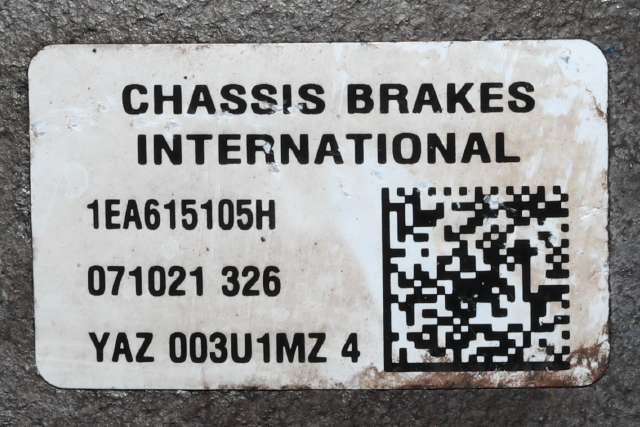 CHASSIS BRAKES
INTERNATIONAL
1EA615105H
071021 326
YAZ 003U1MZ 4